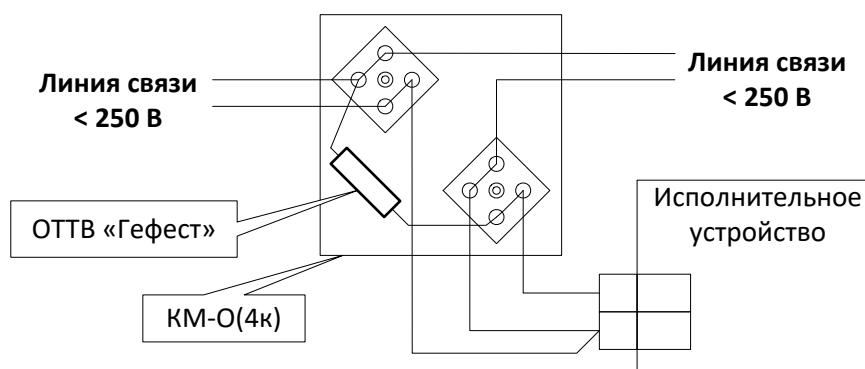 Линия связи
< 250 В
Линия связи
< 250 В
ОТТВ «Гефест»
Исполнительное
устройство
КМ-О(4к)